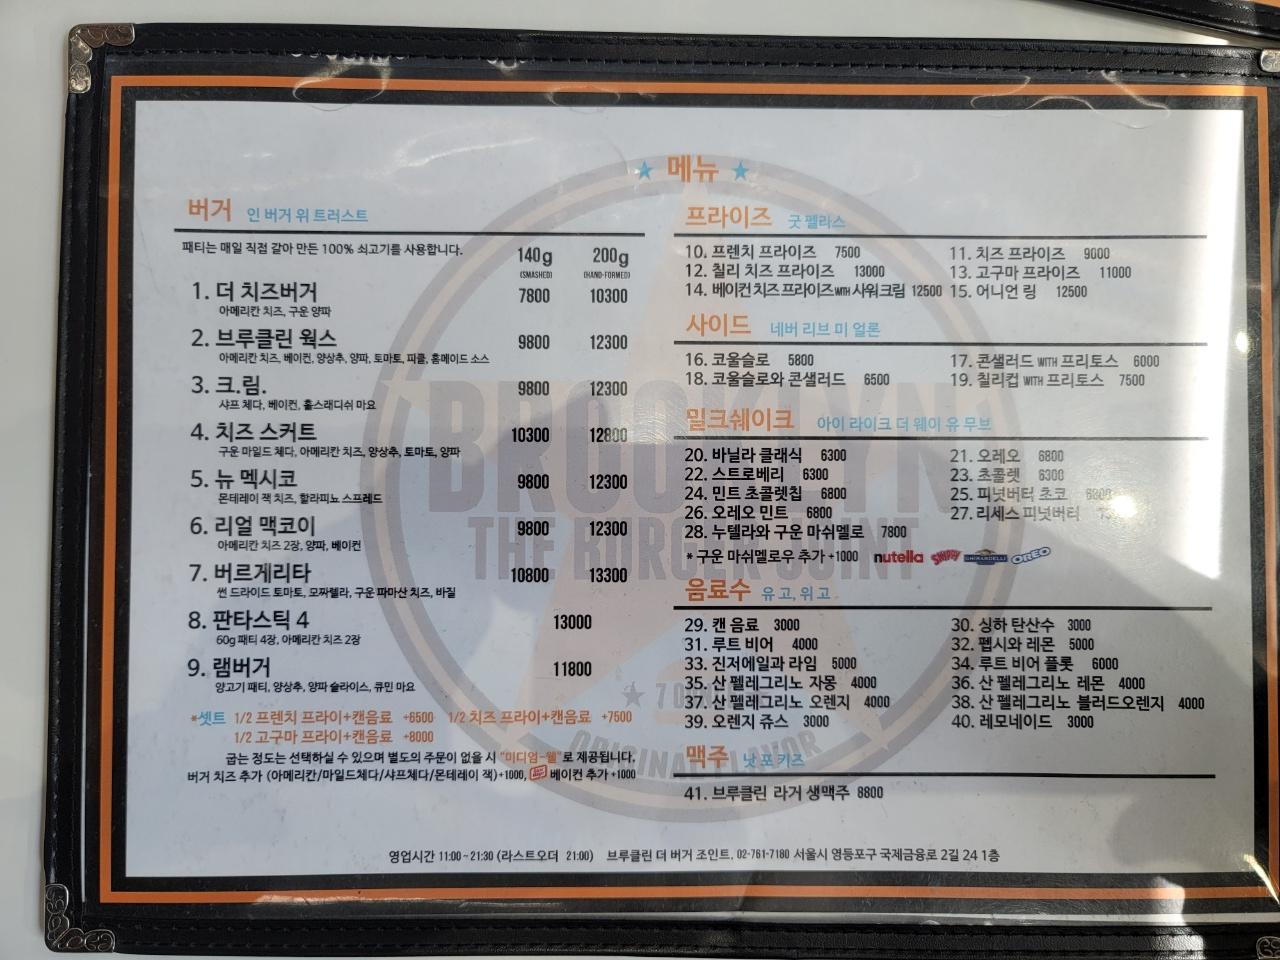 ★ 메뉴 ★
버거 인 버거 위 트러스트
패티는 매일 직접 갈아 만든 100% 쇠고기를 사용합니다.
140g 200g
(SMASHED) (HAND-FORMED)
1. 더 치즈버거 7800 10300
아메리칸 치즈, 구운 양파
2. 브루클린 웍스 9800 12300
아메리칸 치즈, 베이컨, 양상추, 양파, 토마토, 피클, 홈메이드 소스
3. 크.림. 9800 12300
샤프 체다, 베이컨, 홀스래디쉬 마요
4. 치즈 스커트 10300 12800
구운 마일드 체다, 아메리칸 치즈, 양상추, 토마토, 양파
5. 뉴 멕시코 9800 12300
몬테레이 잭 치즈, 할라피뇨 스프레드
6. 리얼 맥코이 9800 12300
아메리칸 치즈 2장, 양파, 베이컨
7. 버르게리타 10800 13300
썬 드라이드 토마토, 모짜렐라, 구운 파마산 치즈, 바질
8. 판타스틱 4 13000
60g 패티 4장, 아메리칸 치즈 2장
9. 램버거 11800
양고기 패티, 양상추, 양파 슬라이스, 큐민 마요
*셋트 1/2 프렌치 프라이+캔음료 +6500 1/2 치즈 프라이+캔음료 +7500
1/2 고구마 프라이+캔음료 +8000
굽는 정도는 선택하실 수 있으며 별도의 주문이 없을 시 "미디엄-웰"로 제공됩니다.
버거 치즈 추가 (아메리칸/마일드체다/샤프체다/몬테레이 잭)+1000, 베이컨 추가 +1000
프라이즈 굿 펠라스
10. 프렌치 프라이즈 7500 11. 치즈 프라이즈 9000
12. 칠리 치즈 프라이즈 13000 13. 고구마 프라이즈 11000
14. 베이컨 치즈 프라이즈 WITH 사워 크림 12500 15. 어니언 링 12500
사이드 네버 리브 미 얼론
16. 코울슬로 5800 17. 콘샐러드 WITH 프리토스 6000
18. 코울슬로와 콘샐러드 6500 19. 칠리컵 WITH 프리토스 7500
밀크쉐이크 아이 라이크 더 웨이 유 무브
20. 바닐라 클래식 6300 21. 오레오 6800
22. 스트로베리 6300 23. 초콜렛 6300
24. 민트 초콜렛칩 6800 25. 피넛버터 초코 6800
26. 오레오 민트 6800 27. 리세스 피넛버터
28. 누텔라와 구운 마쉬멜로 7800
* 구운 마쉬멜로우 추가 +1000 nutella SKIPPY GHIRARDELLI OREO
음료수 유 고, 위 고
29. 캔 음료 3000 30. 싱하 탄산수 3000
31. 루트 비어 4000 32. 펩시와 레몬 5000
33. 진저에일과 라임 5000 34. 루트 비어 플롯 6000
35. 산 펠레그리노 자몽 4000 36. 산 펠레그리노 레몬 4000
37. 산 펠레그리노 오렌지 4000 38. 산 펠레그리노 블러드오렌지 4000
39. 오렌지 쥬스 3000 40. 레모네이드 3000
맥주 낫 포 키즈
41. 브루클린 라거 생맥주 8800
BROOKLYN
THE BURGER JOINT
ORIGINAL FLAVOR
영업시간 11:00~21:30 (라스트오더 21:00) 브루클린 더 버거 조인트, 02-761-7180 서울시 영등포구 국제금융로 2길 24 1층